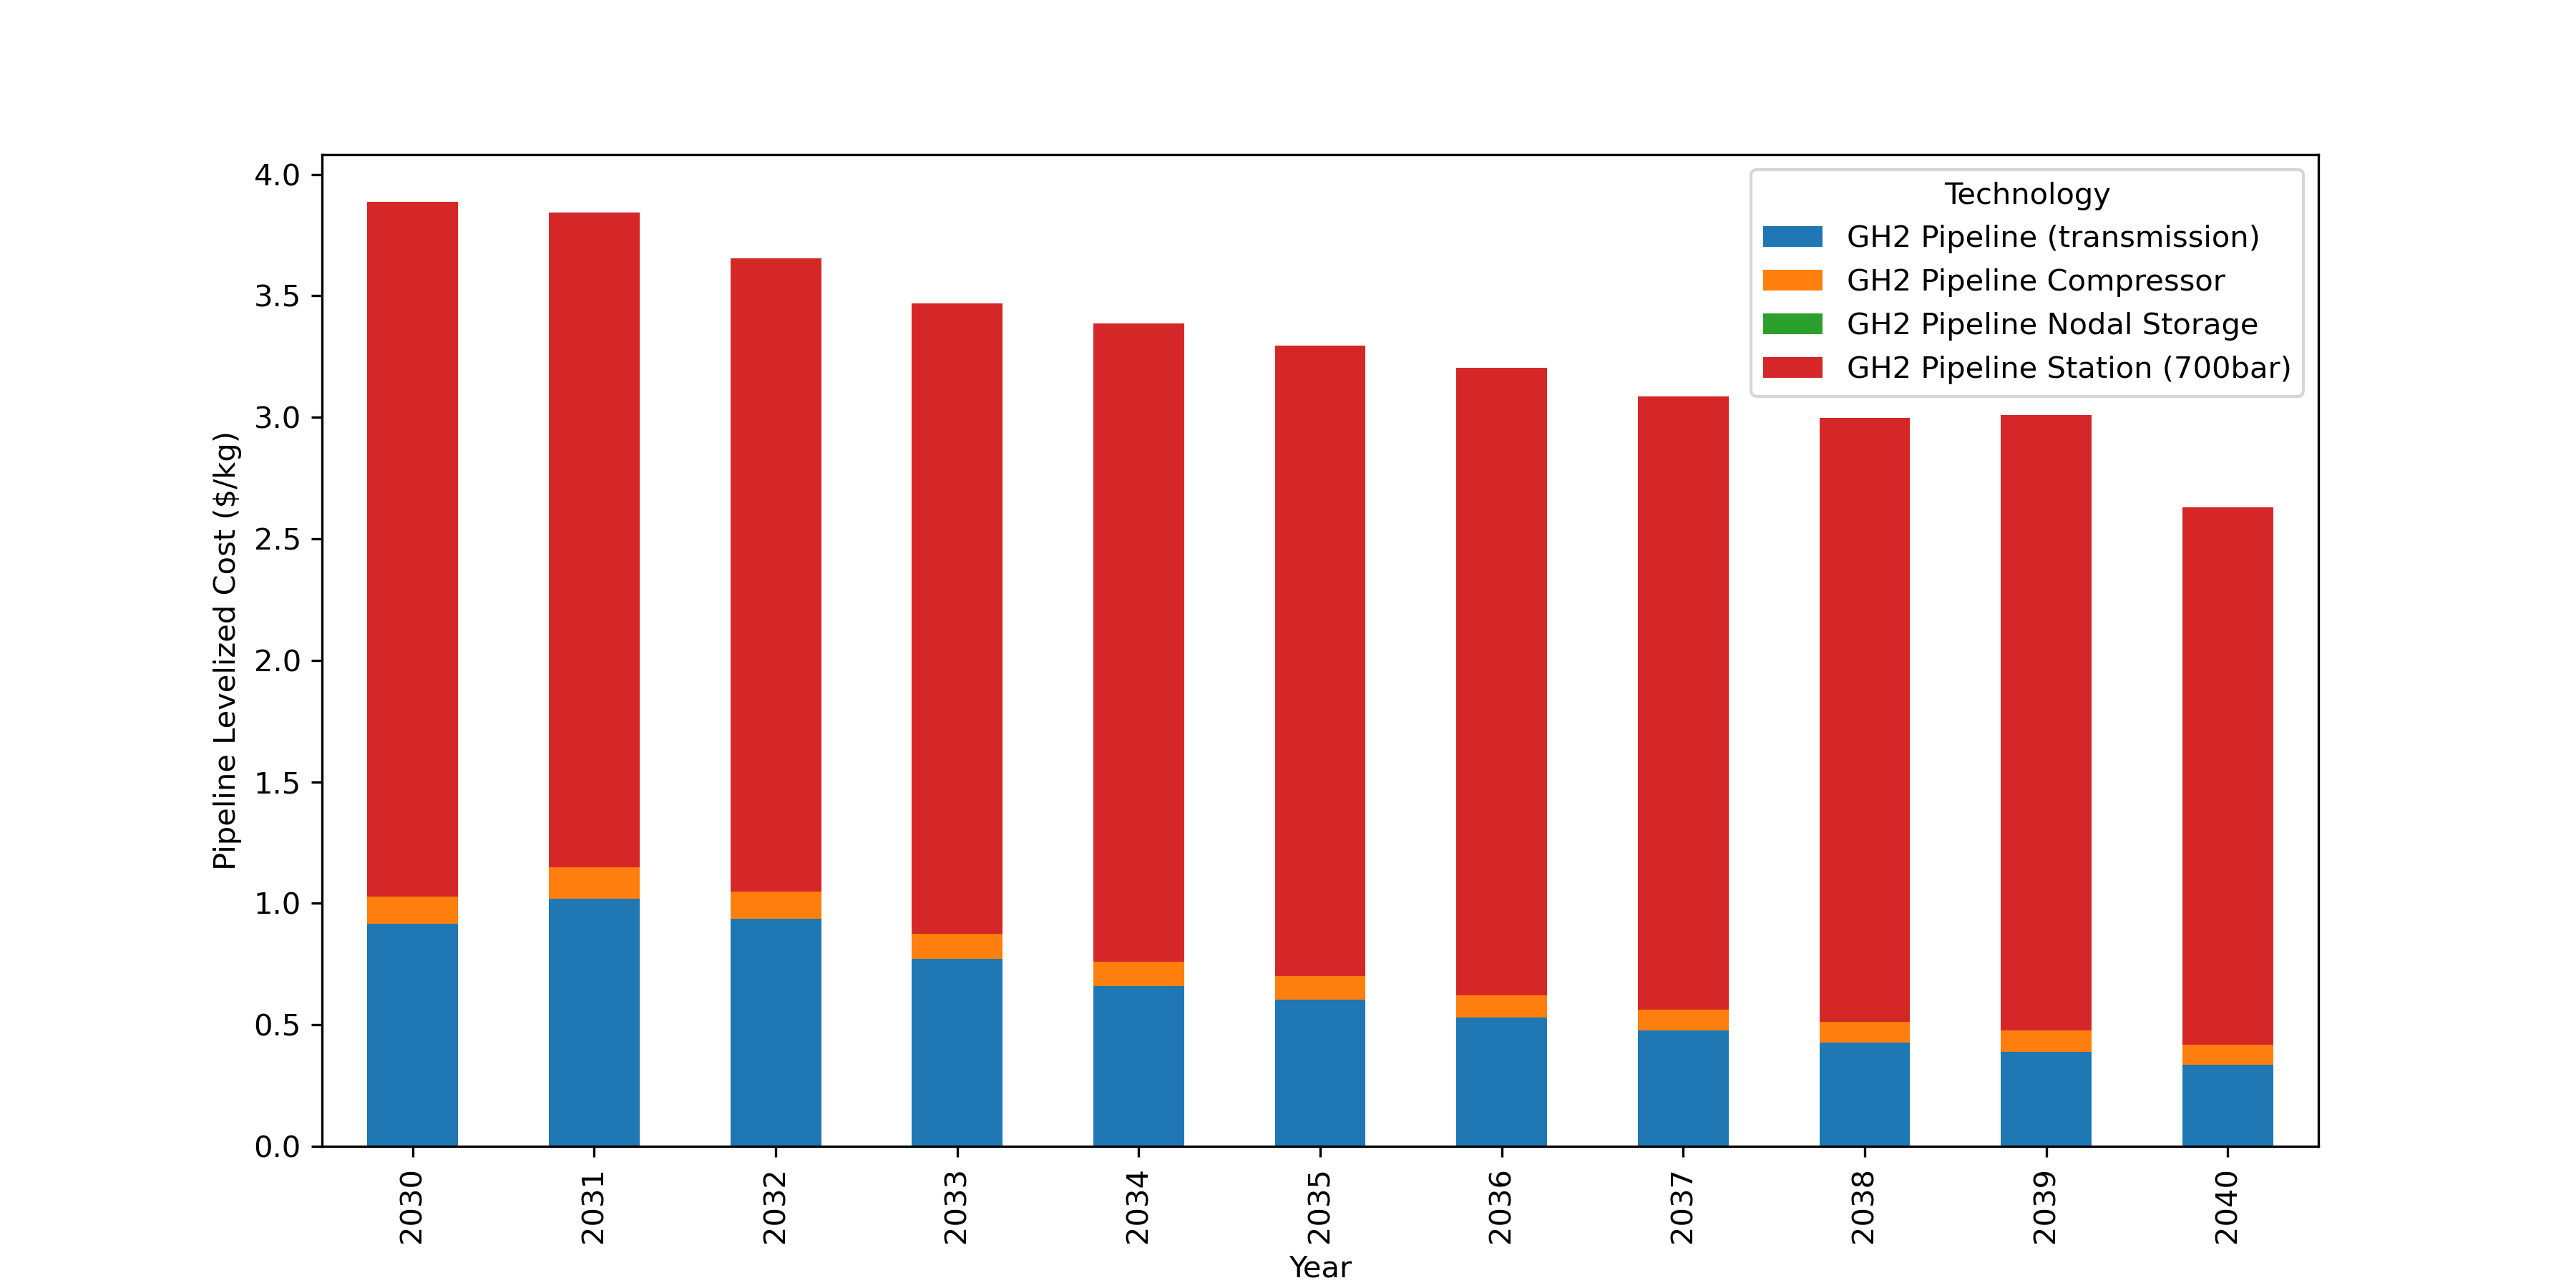 Technology
GH2 Pipeline (transmission)
GH2 Pipeline Compressor
GH2 Pipeline Nodal Storage
GH2 Pipeline Station (700bar)
Pipeline Levelized Cost ($/kg)
4.0
3.5
3.0
2.5
2.0
1.5
1.0
0.5
0.0
2030
2031
2032
2033
2034
2035
2036
2037
2038
2039
2040
Year